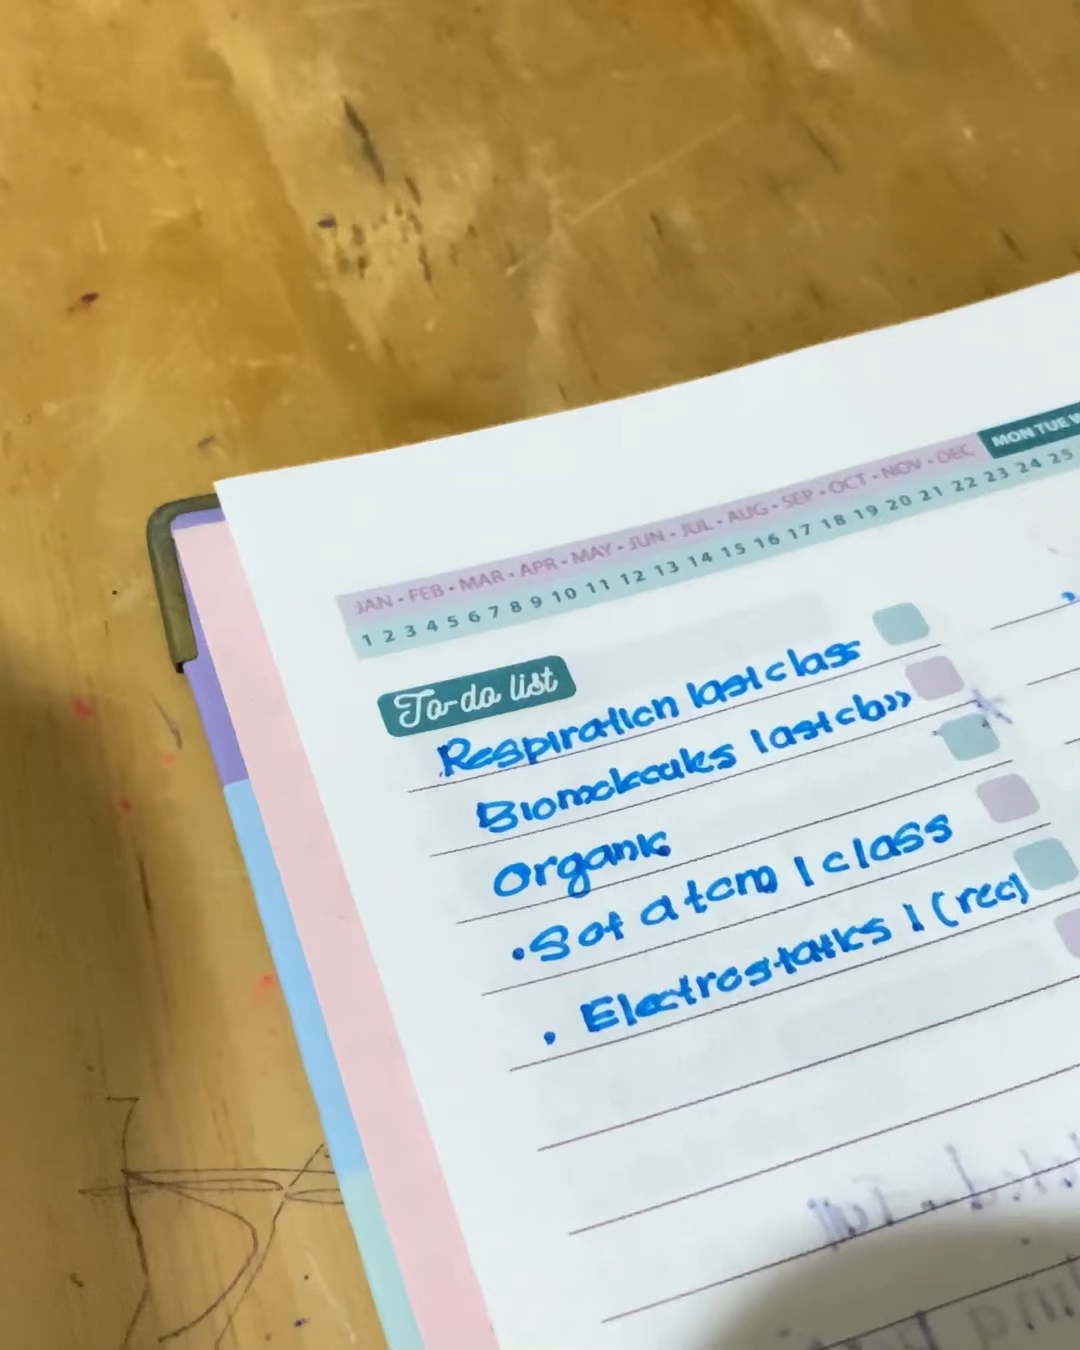 JAN • FEB • MAR • APR • MAY • JUN • JUL • AUG • SEP • OCT • NOV • DEC MON TUE W
1 2 3 4 5 6 7 8 9 10 11 12 13 14 15 16 17 18 19 20 21 22 23 24 25
To-do list
Respiration last class
Biomolecules last cb»
Organic
• S of atom 1 class
• Electrostatics 1 (rec)